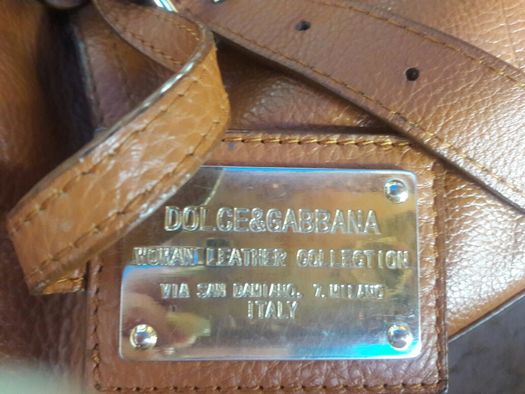 DOLCE&GABBANA
WOMAN LEATHER COLLECTION
VIA SAN DAMIANO, 7. MILANO
ITALY